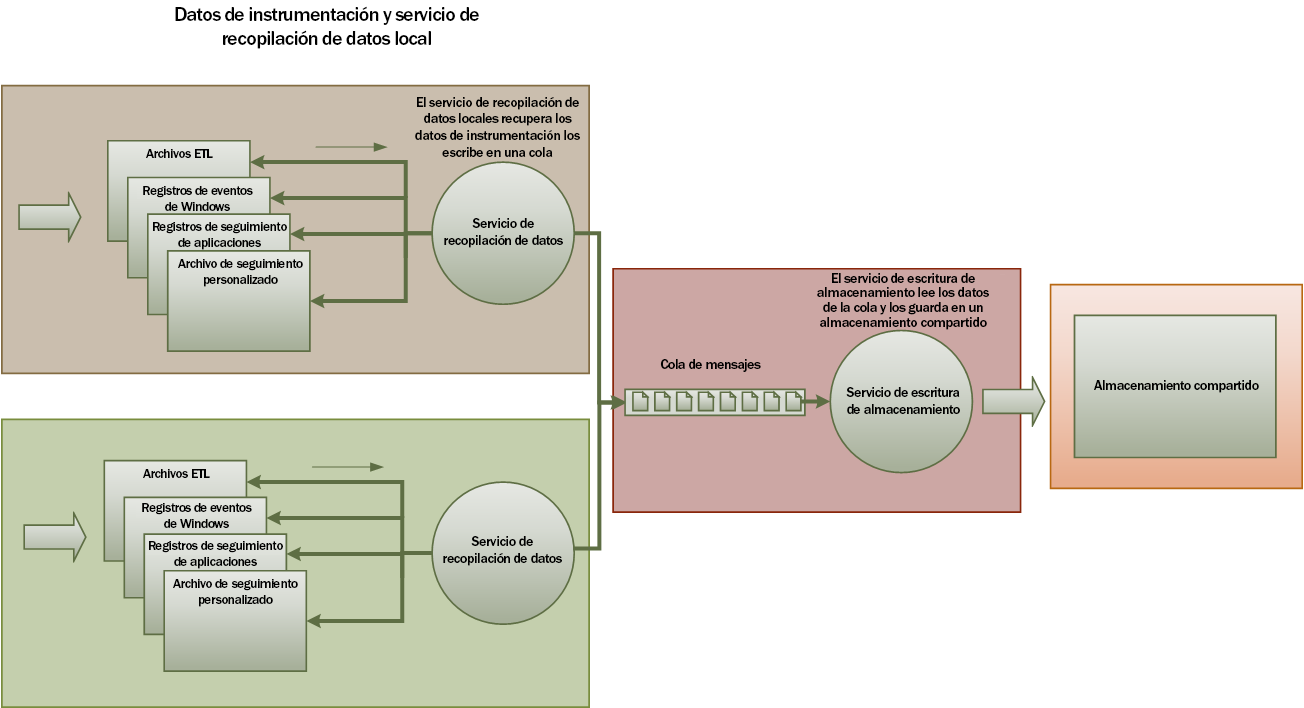 Datos de instrumentación y servicio de
recopilación de datos local
El servicio de recopilación de
datos locales recupera los
datos de instrumentación los
escribe en una cola
Archivos ETL
Registros de eventos
de Windows
Registros de seguimiento
de aplicaciones
Archivo de seguimiento
personalizado
Servicio de
recopilación de datos
El servicio de escritura de
almacenamiento lee los datos
de la cola y los guarda en un
almacenamiento compartido
Cola de mensajes
Servicio de escritura
de almacenamiento
Almacenamiento compartido
Archivos ETL
Registros de eventos
de Windows
Registros de seguimiento
de aplicaciones
Archivo de seguimiento
personalizado
Servicio de
recopilación de datos